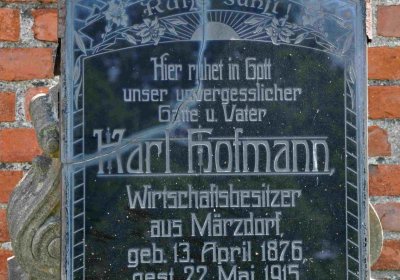 Ruhe sanft!
Hier ruhet in Gott
unser unvergesslicher
Gatte u. Vater
Karl Hofmann,
Wirtschaftsbesitzer
aus Märzdorf,
geb. 13. April 1876,
gest. 22. Mai 1915.